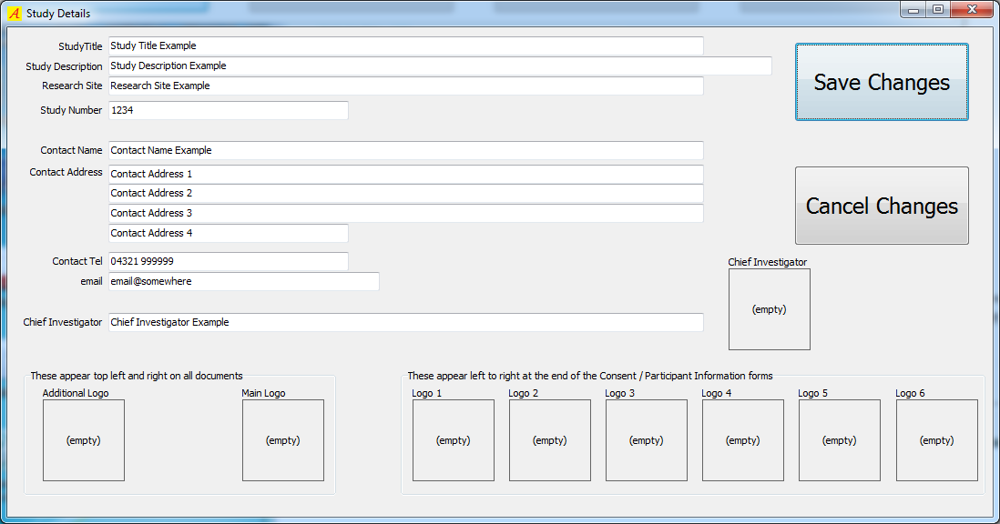 A Study Details
StudyTitle Study Title Example
Study Description Study Description Example
Research Site Research Site Example
Study Number 1234
Contact Name Contact Name Example
Contact Address Contact Address 1
Contact Address 2
Contact Address 3
Contact Address 4
Contact Tel 04321 999999
email email@somewhere
Chief Investigator Chief Investigator Example
Save Changes
Cancel Changes
Chief Investigator
(empty)
These appear top left and right on all documents
Additional Logo Main Logo
(empty) (empty)
These appear left to right at the end of the Consent / Participant Information forms
Logo 1 Logo 2 Logo 3 Logo 4 Logo 5 Logo 6
(empty) (empty) (empty) (empty) (empty) (empty)